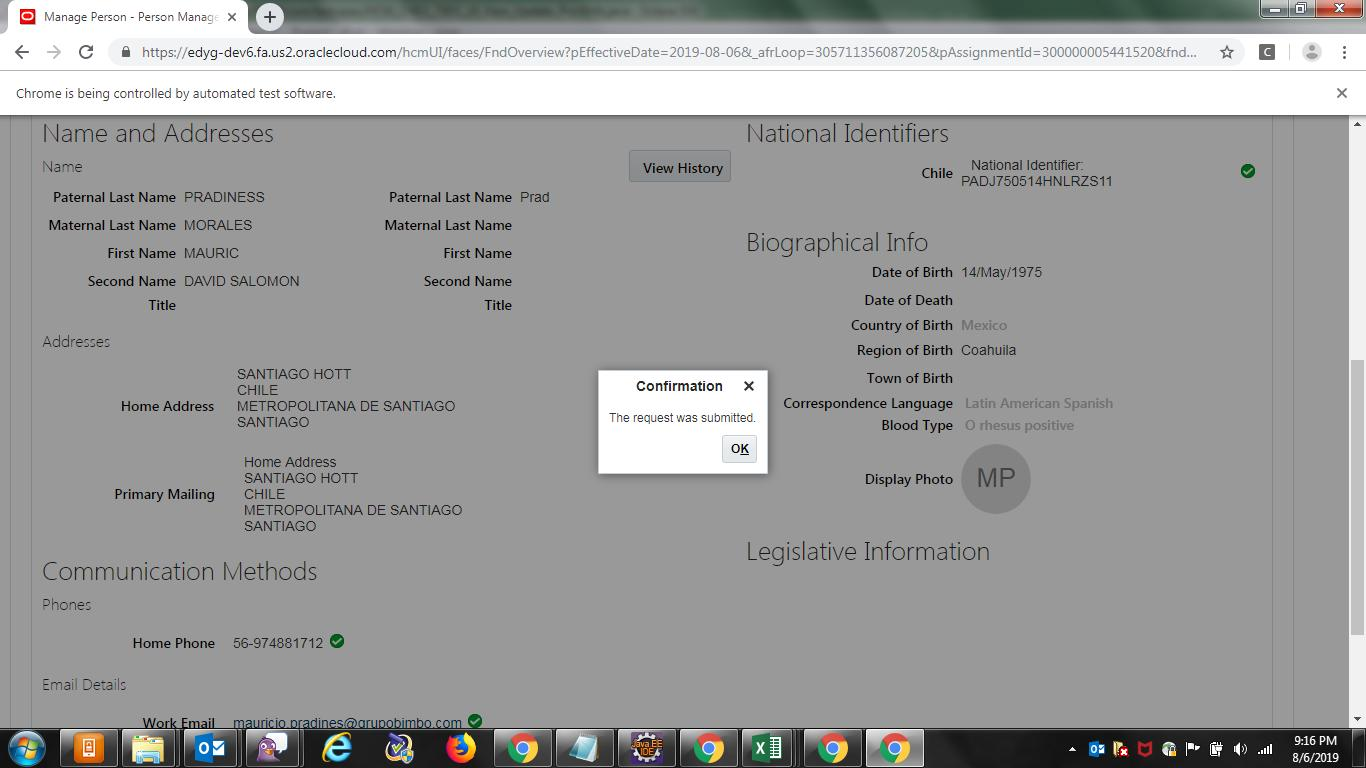 Manage Person - Person Manage
https://edyg-dev6.fa.us2.oraclecloud.com/hcmUI/faces/FndOverview?pEffectiveDate=2019-08-06&_afrLoop=305711356087205&pAssignmentId=300000005441520&fnd...
C
Chrome is being controlled by automated test software.
Name and Addresses
Name
View History
Paternal Last Name PRADINESS
Paternal Last Name Prad
Maternal Last Name MORALES
Maternal Last Name
First Name MAURIC
First Name
Second Name DAVID SALOMON
Second Name
Title
Title
Addresses
Home Address
SANTIAGO HOTT
CHILE
METROPOLITANA DE SANTIAGO
SANTIAGO
Primary Mailing
Home Address
SANTIAGO HOTT
CHILE
METROPOLITANA DE SANTIAGO
SANTIAGO
Communication Methods
Phones
Home Phone 56-974881712
Email Details
Work Email mauricio.pradines@grupobimbo.com
National Identifiers
Chile
National Identifier:
PADJ750514HNLRZS11
Biographical Info
Date of Birth 14/May/1975
Date of Death
Country of Birth Mexico
Region of Birth Coahuila
Town of Birth
Correspondence Language Latin American Spanish
Blood Type O rhesus positive
Display Photo MP
Legislative Information
Confirmation
The request was submitted.
OK
Java EE
IDE
9:16 PM
8/6/2019